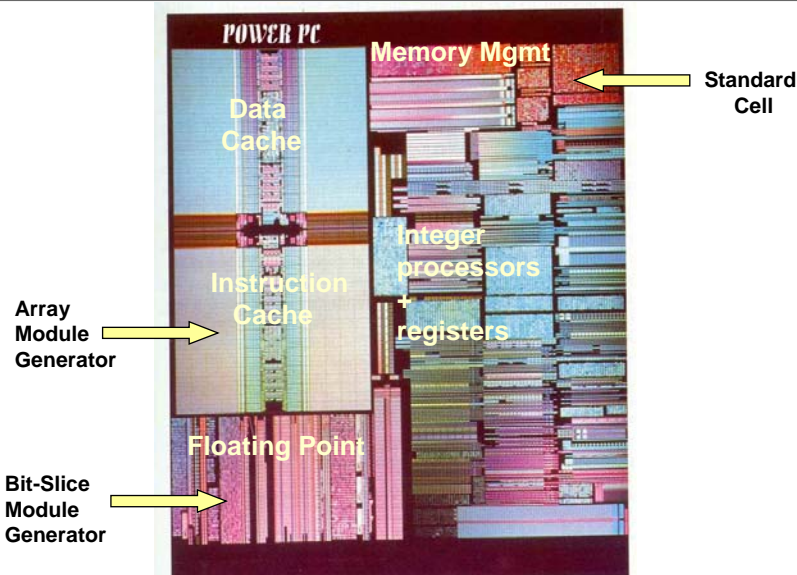 POWER PC
Memory Mgmt
Standard
Cell
Data
Cache
Integer
processors
+
registers
Instruction
Cache
Array
Module
Generator
Floating Point
Bit-Slice
Module
Generator